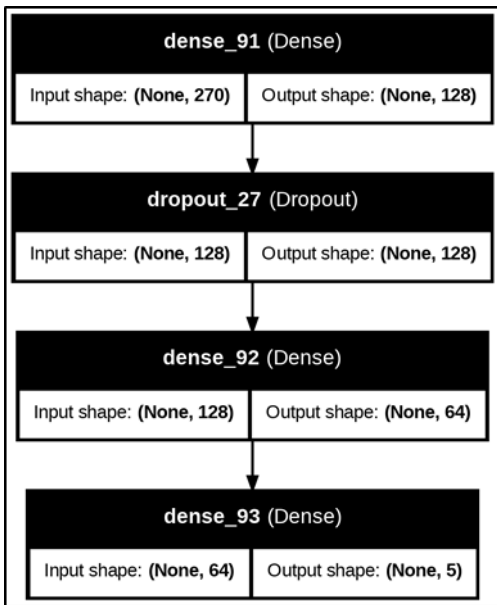 dense_91 (Dense)
Input shape: (None, 270) Output shape: (None, 128)
dropout_27 (Dropout)
Input shape: (None, 128) Output shape: (None, 128)
dense_92 (Dense)
Input shape: (None, 128) Output shape: (None, 64)
dense_93 (Dense)
Input shape: (None, 64) Output shape: (None, 5)